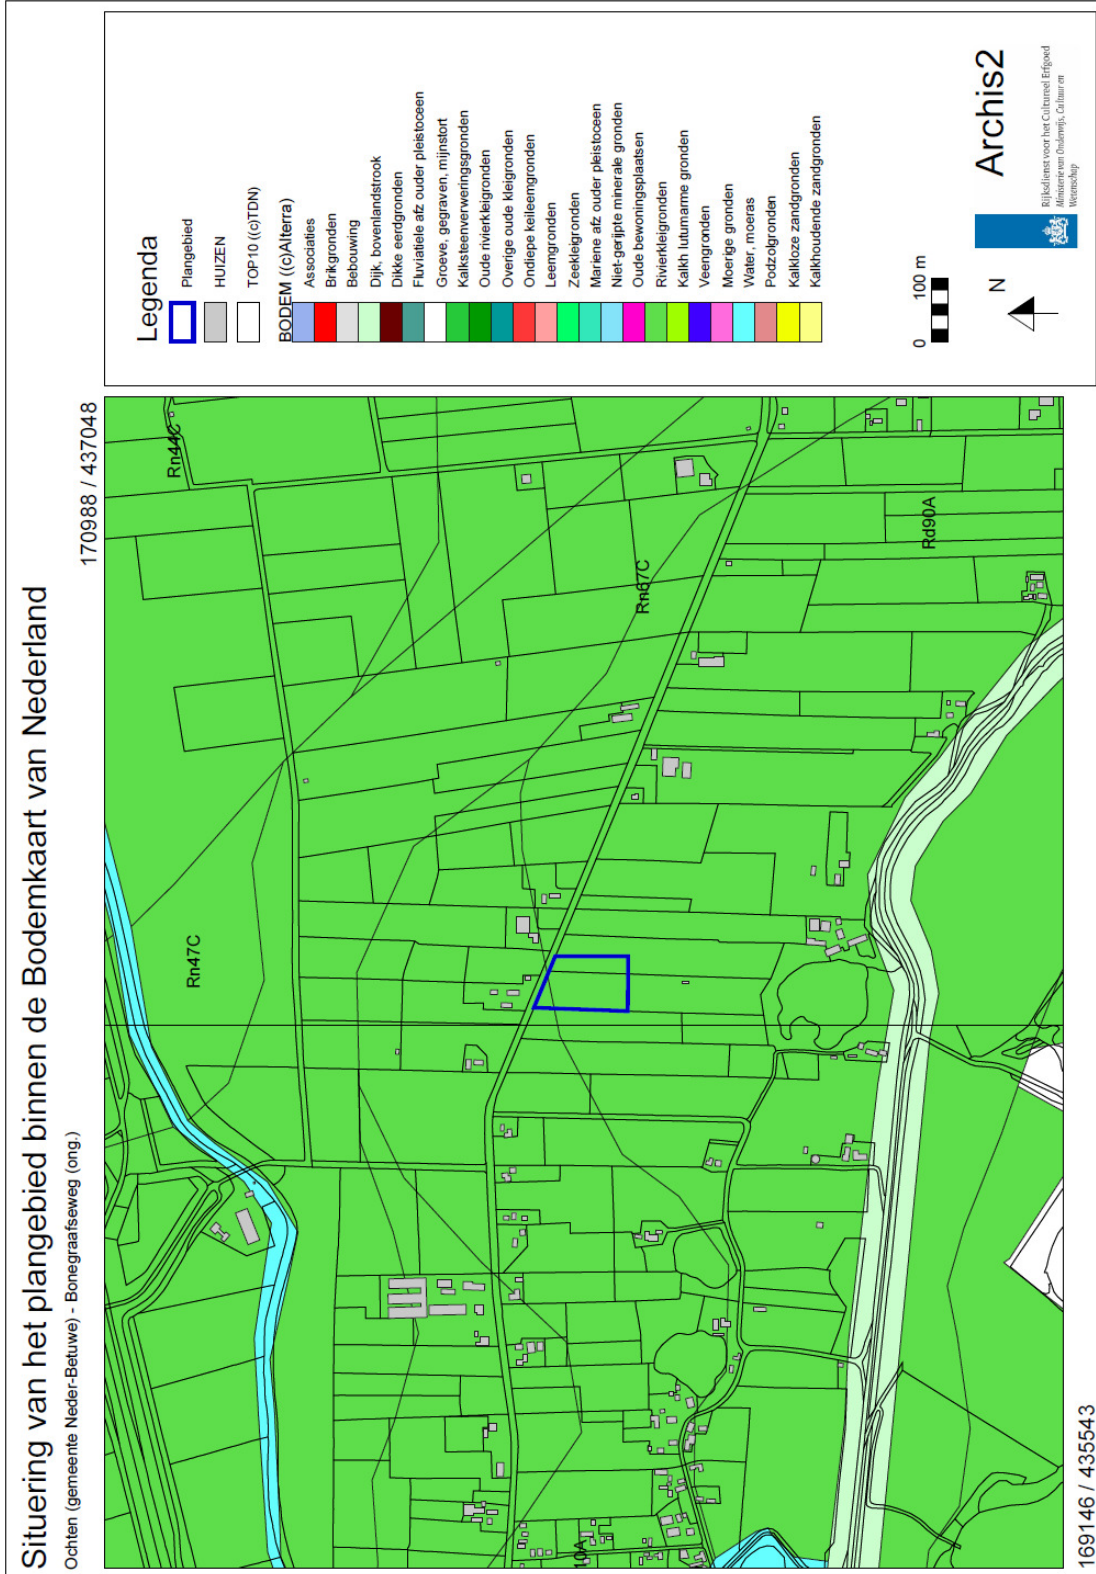 Situering van het plangebied binnen de Bodemkaart van Nederland
Ochten (gemeente Neder-Betuwe) - Bonegraafseweg (ong.)
170988 / 437048
Rn44C
Rn47C
Rn67C
Rd90A
10A
169146 / 435543
Legenda
Plangebied
HUIZEN
TOP10 ((c)TDN)
BODEM ((c)Alterra)
Associaties
Brikgronden
Bebouwing
Dijk, bovenlandstrook
Dikke eerdgronden
Fluviatiele afz ouder pleistoceen
Groeve, gegraven, mijnstort
Kalksteenverweringsgronden
Oude rivierkleigronden
Overige oude kleigronden
Ondiepe keileemgronden
Leemgronden
Zeekleigronden
Mariene afz ouder pleistoceen
Niet-gerijpte minerale gronden
Oude bewoningsplaatsen
Rivierkleigronden
Kalkh lutumarme gronden
Veengronden
Moerige gronden
Water, moeras
Podzolgronden
Kalkloze zandgronden
Kalkhoudende zandgronden
0 100 m
N
Archis2
Rijksdienst voor het Cultureel Erfgoed
Ministerie van Onderwijs, Cultuur en
Wetenschap